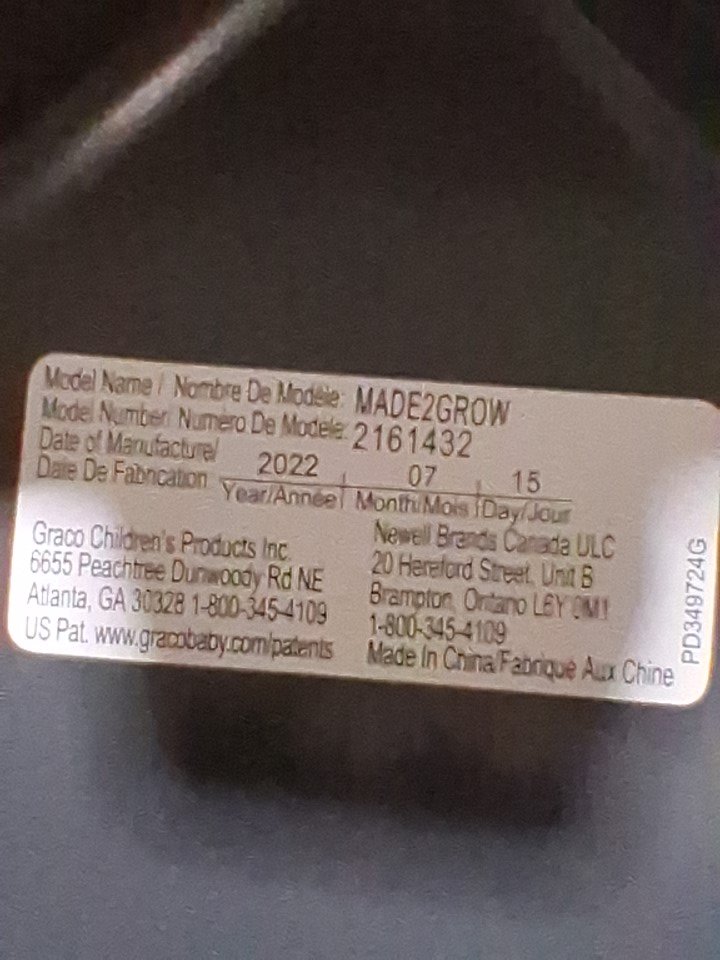 Model Name / Nombre De Modèle: MADE2GROW
Model Number/ Numéro De Modèle: 2161432
Date of Manufacture/
Date De Fabrication
2022 07 15
Year/Année Month/Mois Day/Jour
Graco Children's Products Inc.
6655 Peachtree Dunwoody Rd NE
Atlanta, GA 30328 1-800-345-4109
US Pat. www.gracobaby.com/patents
Newell Brands Canada ULC
20 Hereford Street, Unit B
Brampton, Ontario L6Y 0M1
1-800-345-4109
Made In China/Fabrique Aux Chine
PD349724G